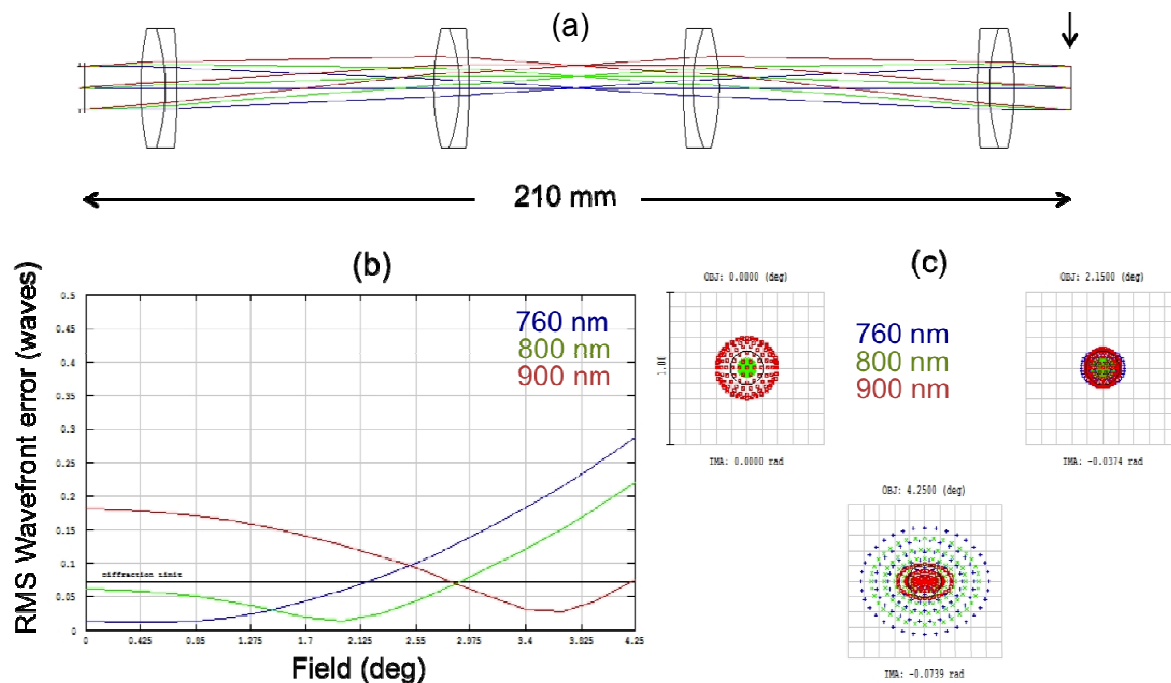 (a)
210 mm
(b)
RMS Wavefront error (waves)
0.5
0.45
0.4
0.35
0.3
0.25
0.2
0.15
0.1
0.05
0
760 nm
800 nm
900 nm
diffraction Limit
0
0.425
0.85
1.275
1.7
2.125
2.55
2.975
3.4
3.825
4.25
Field (deg)
(c)
OBJ: 0.0000 (deg)
1.00
IMA: 0.0000 rad
760 nm
800 nm
900 nm
OBJ: 2.1500 (deg)
IMA: -0.0374 rad
OBJ: 4.2500 (deg)
IMA: -0.0739 rad